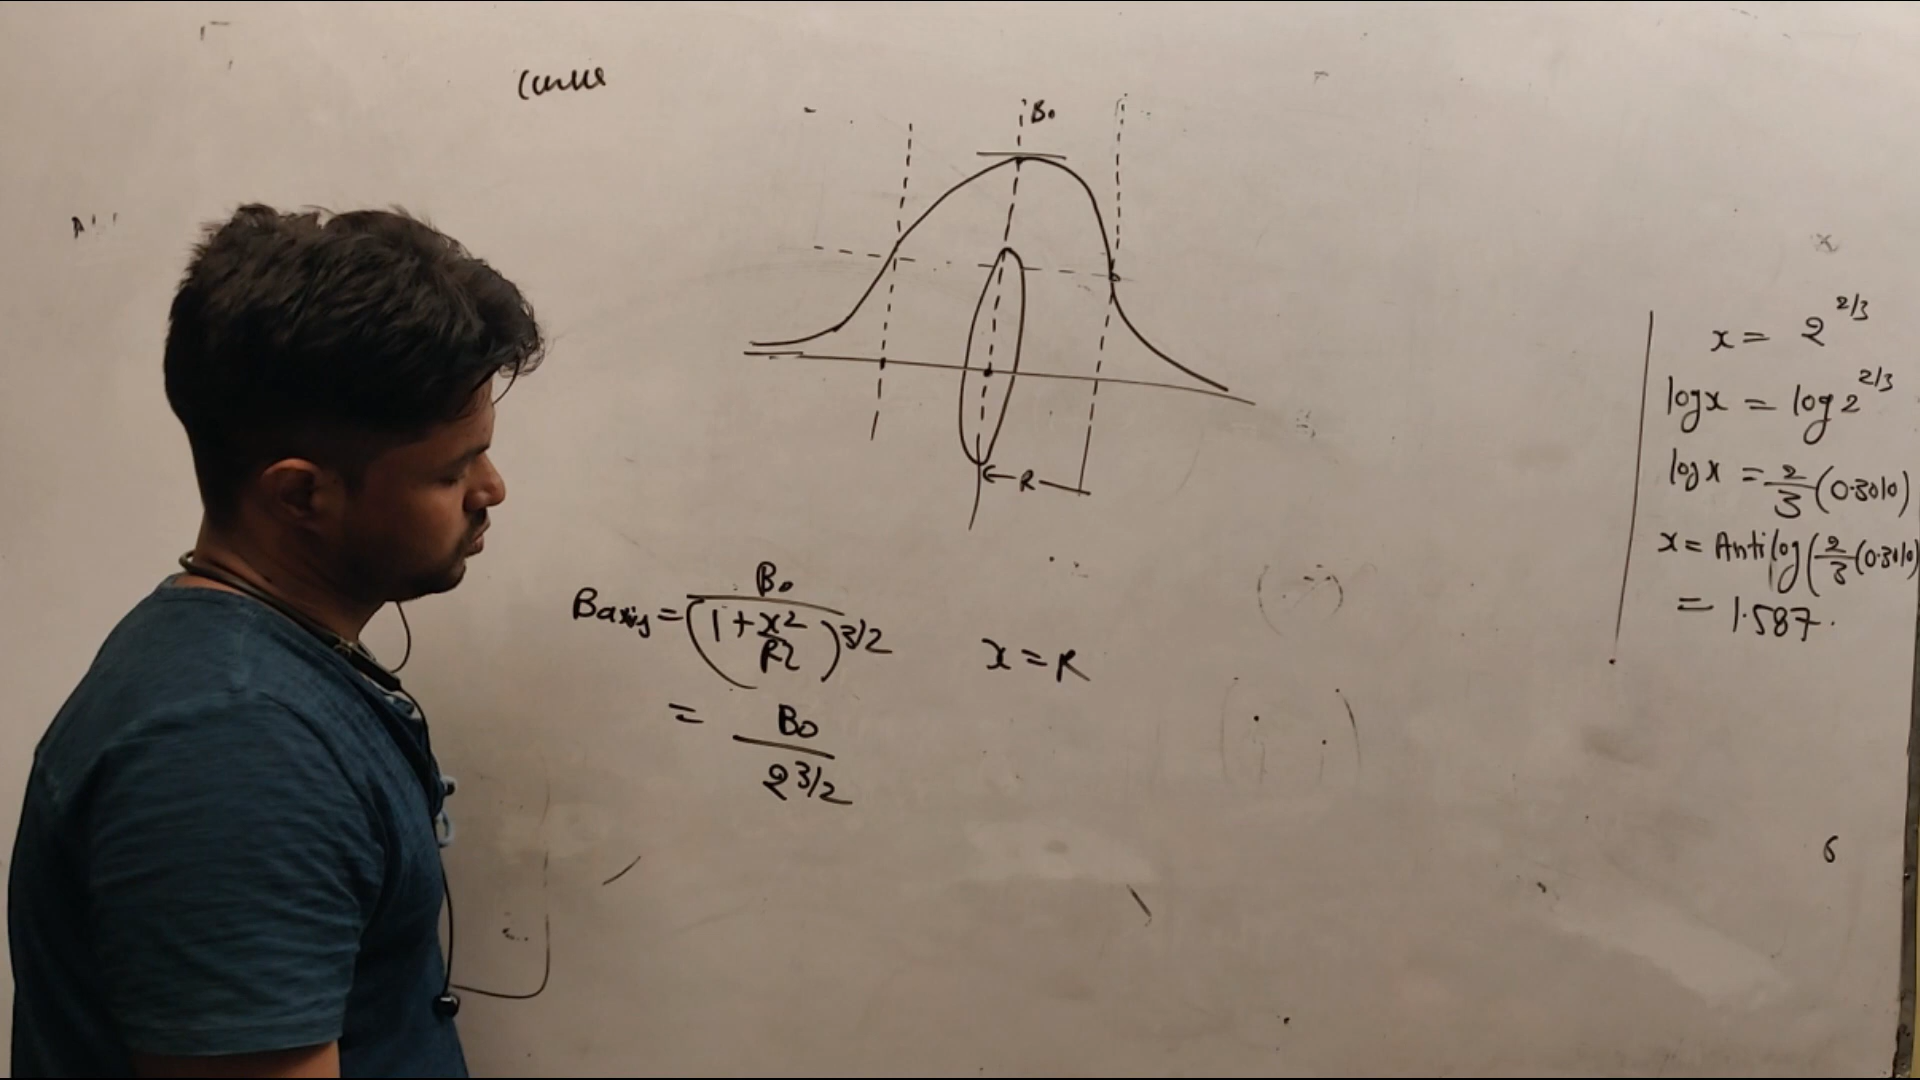 B₀
R
Baxis = B₀ / (1 + x²/R²)^3/2
x = R
= B₀ / 2^3/2
x = 2^2/3
log x = log 2^2/3
log x = 2/3 (0.3010)
x = Antilog (2/3 (0.3010)
= 1.587.
6